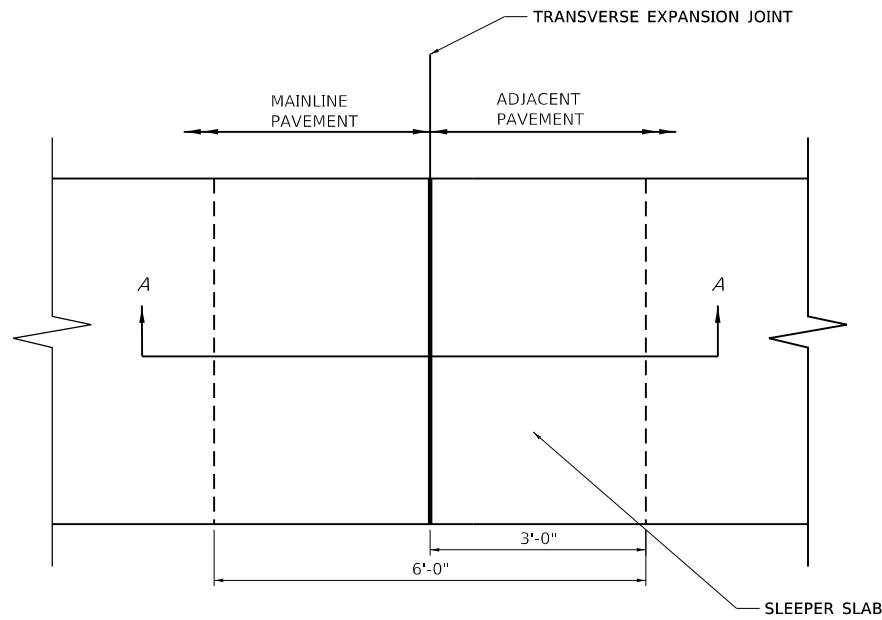 TRANSVERSE EXPANSION JOINT
MAINLINE
PAVEMENT
ADJACENT
PAVEMENT
A
A
3'-0"
6'-0"
SLEEPER SLAB